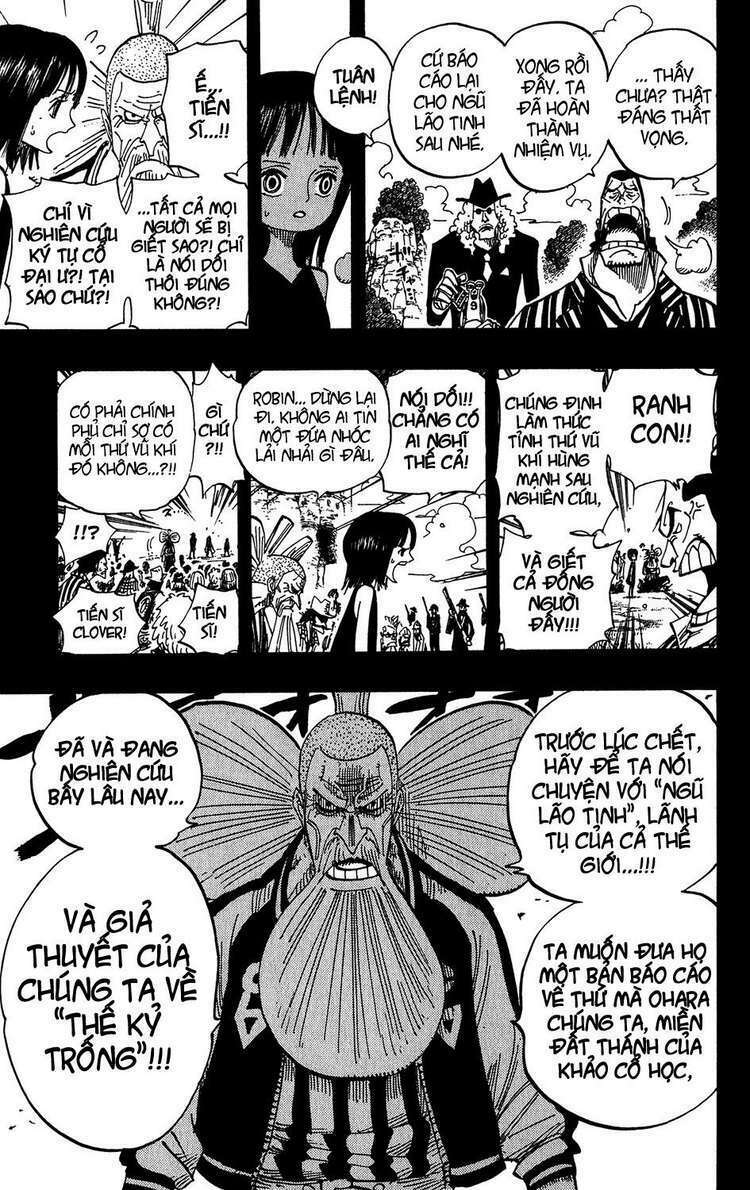 ... THẤY
CHƯA? THẬT
ĐÁNG THẤT
VỌNG.
XONG RỒI
ĐẤY. TA
ĐÃ HOÀN
THÀNH
NHIỆM VỤ.
CỨ BÁO
CÁO LẠI
CHO NGŨ
LÃO TINH
SAU NHÉ.
TUÂN
LỆNH!
Ế,
TIẾN
SĨ...!!
...TẤT CẢ MỌI
NGƯỜI SẼ BỊ
GIẾT SAO?! CHỈ
LÀ NÓI DỐI
THÔI ĐÚNG
KHÔNG?!
CHỈ VÌ
NGHIÊN CỨU
KÝ TỰ CỔ
ĐẠI Ư?! TẠI
SAO CHỨ?!
RANH
CON!!
CHÚNG ĐỊNH
LÀM THỨC
TỈNH THỨ VŨ
KHÍ HÙNG
MẠNH SAU
NGHIÊN CỨU,
VÀ GIẾT
CẢ ĐỐNG
NGƯỜI
ĐẤY!!!
NÓI DỐI!!
CHẲNG CÓ
AI NGHĨ
THẾ CẢ!
ROBIN... DỪNG LẠI
ĐI, KHÔNG AI TIN
MỘT ĐỨA NHÓC
LẢI NHẢI GÌ ĐÂU.
GÌ
CHỨ
?!!
CÓ PHẢI CHÍNH
PHỦ CHỈ SỢ CÓ
MỖI THỨ VŨ KHÍ
ĐÓ KHÔNG...?!!
!!?
TIẾN
SĨ!
TIẾN SĨ
CLOVER!
TRƯỚC LÚC CHẾT,
HÃY ĐỂ TA NÓI
CHUYỆN VỚI "NGŨ
LÃO TINH", LÃNH
TỤ CỦA CẢ THẾ
GIỚI...!!!
TA MUỐN ĐƯA HỌ
MỘT BẢN BÁO CÁO
VỀ THỨ MÀ OHARA
CHÚNG TA, MIỀN
ĐẤT THÁNH CỦA
KHẢO CỔ HỌC,
ĐÃ VÀ ĐANG
NGHIÊN CỨU
BẤY LÂU NAY...
VÀ GIẢ
THUYẾT CỦA
CHÚNG TA VỀ
"THẾ KỶ
TRỐNG"!!!